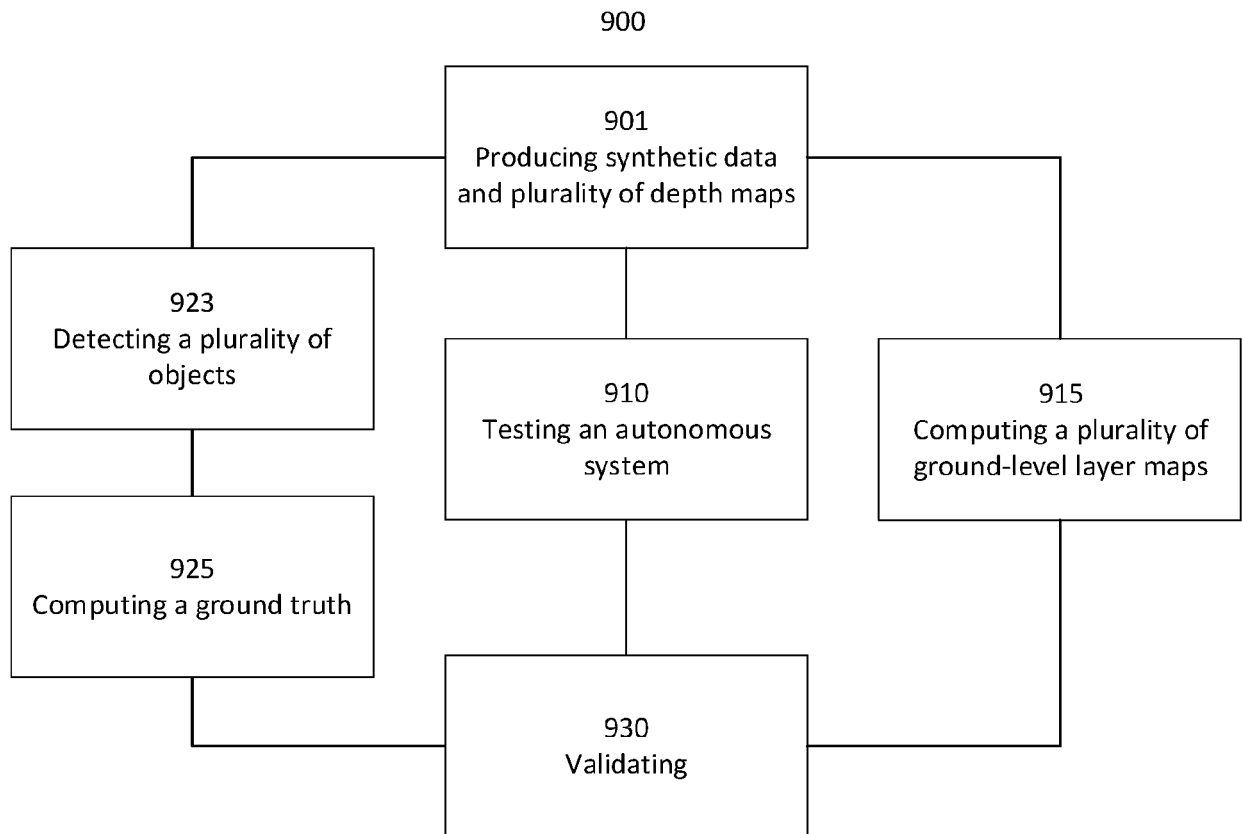 900
901
Producing synthetic data
and plurality of depth maps
923
Detecting a plurality of
objects
910
Testing an autonomous
system
915
Computing a plurality of
ground-level layer maps
925
Computing a ground truth
930
Validating